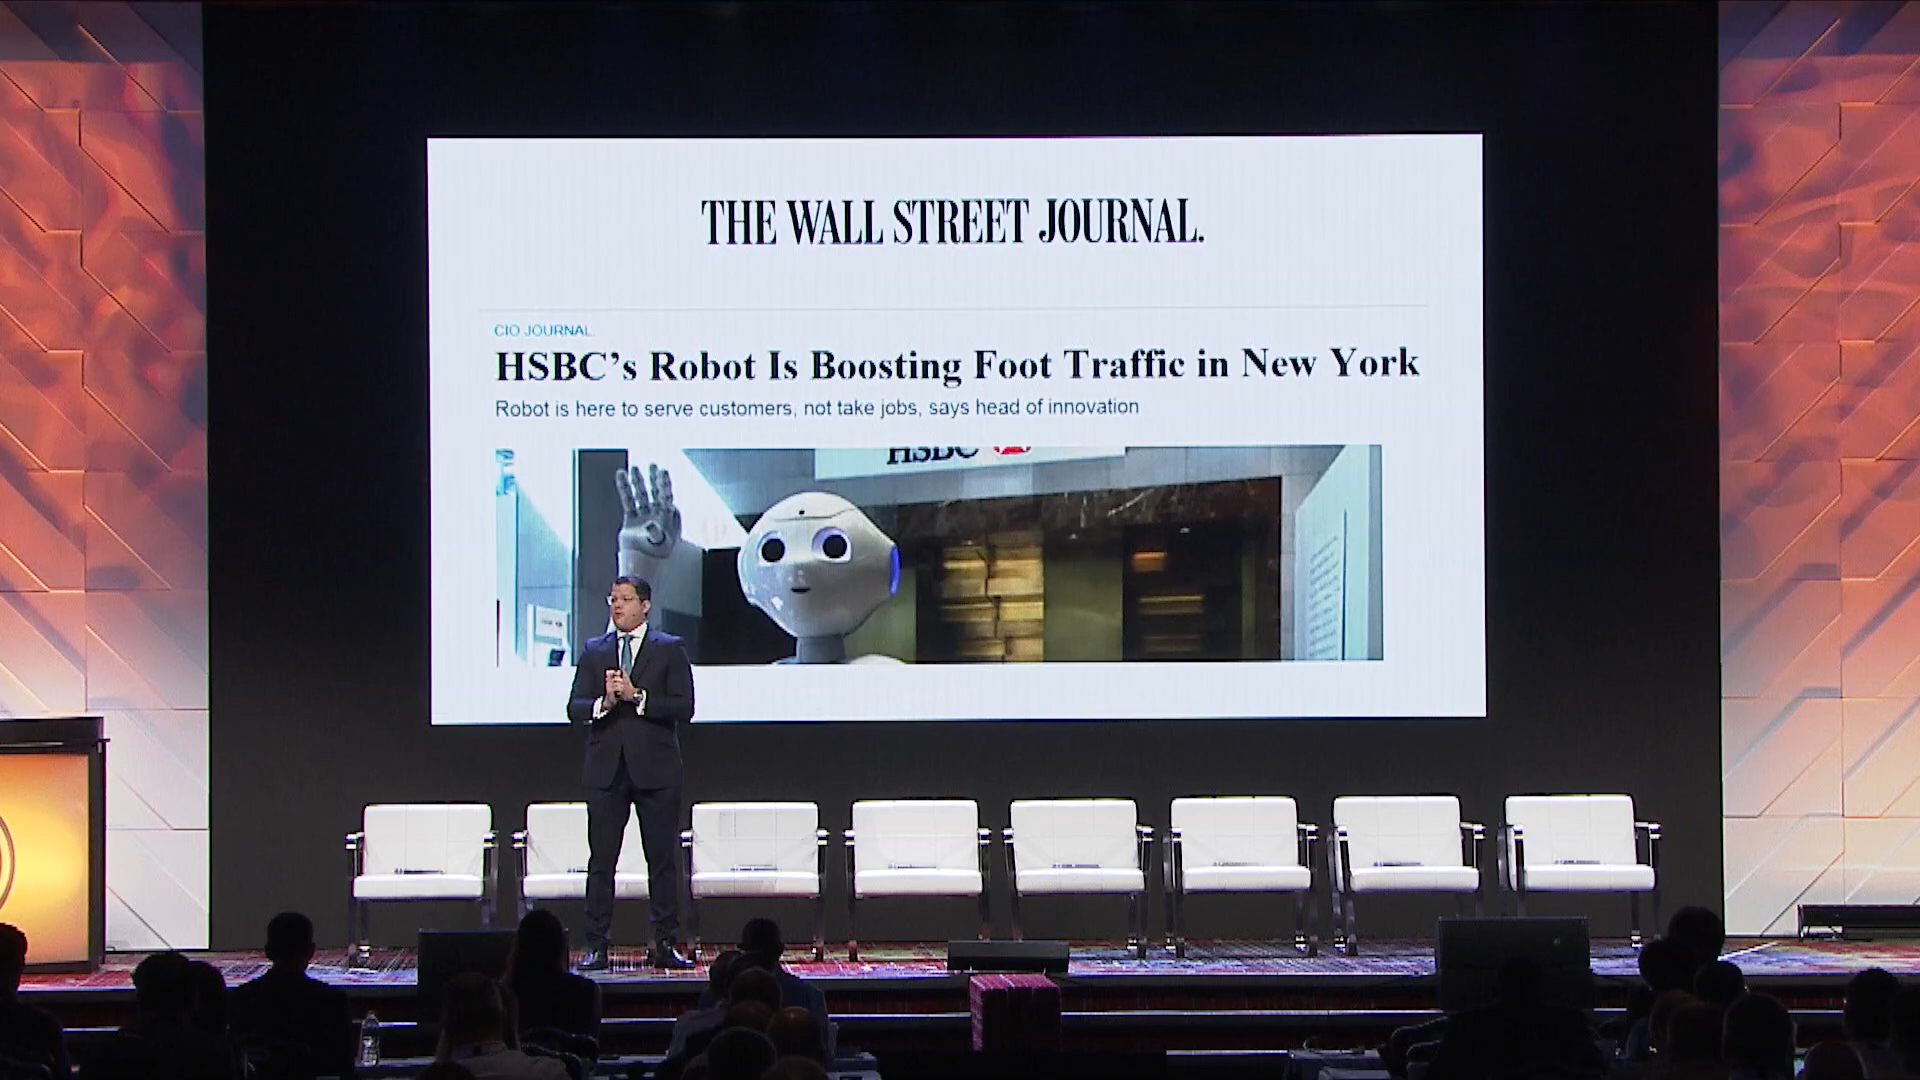 THE WALL STREET JOURNAL.
CIO JOURNAL
HSBC’s Robot Is Boosting Foot Traffic in New York
Robot is here to serve customers, not take jobs, says head of innovation
HSBC